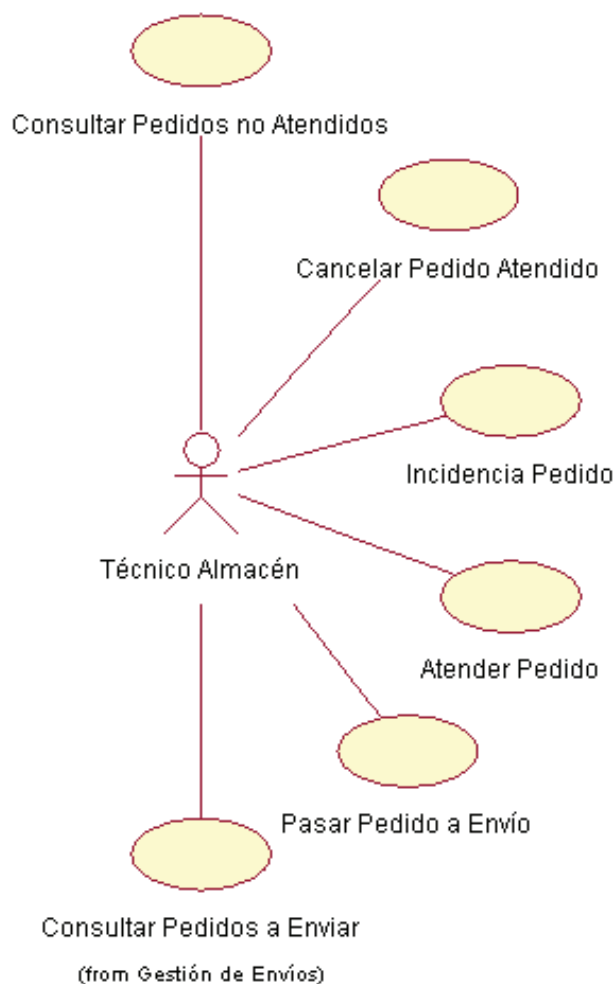 Consultar Pedidos no Atendidos
Cancelar Pedido Atendido
Incidencia Pedido
Técnico Almacén
Atender Pedido
Pasar Pedido a Envío
Consultar Pedidos a Enviar
(from Gestión de Envíos)